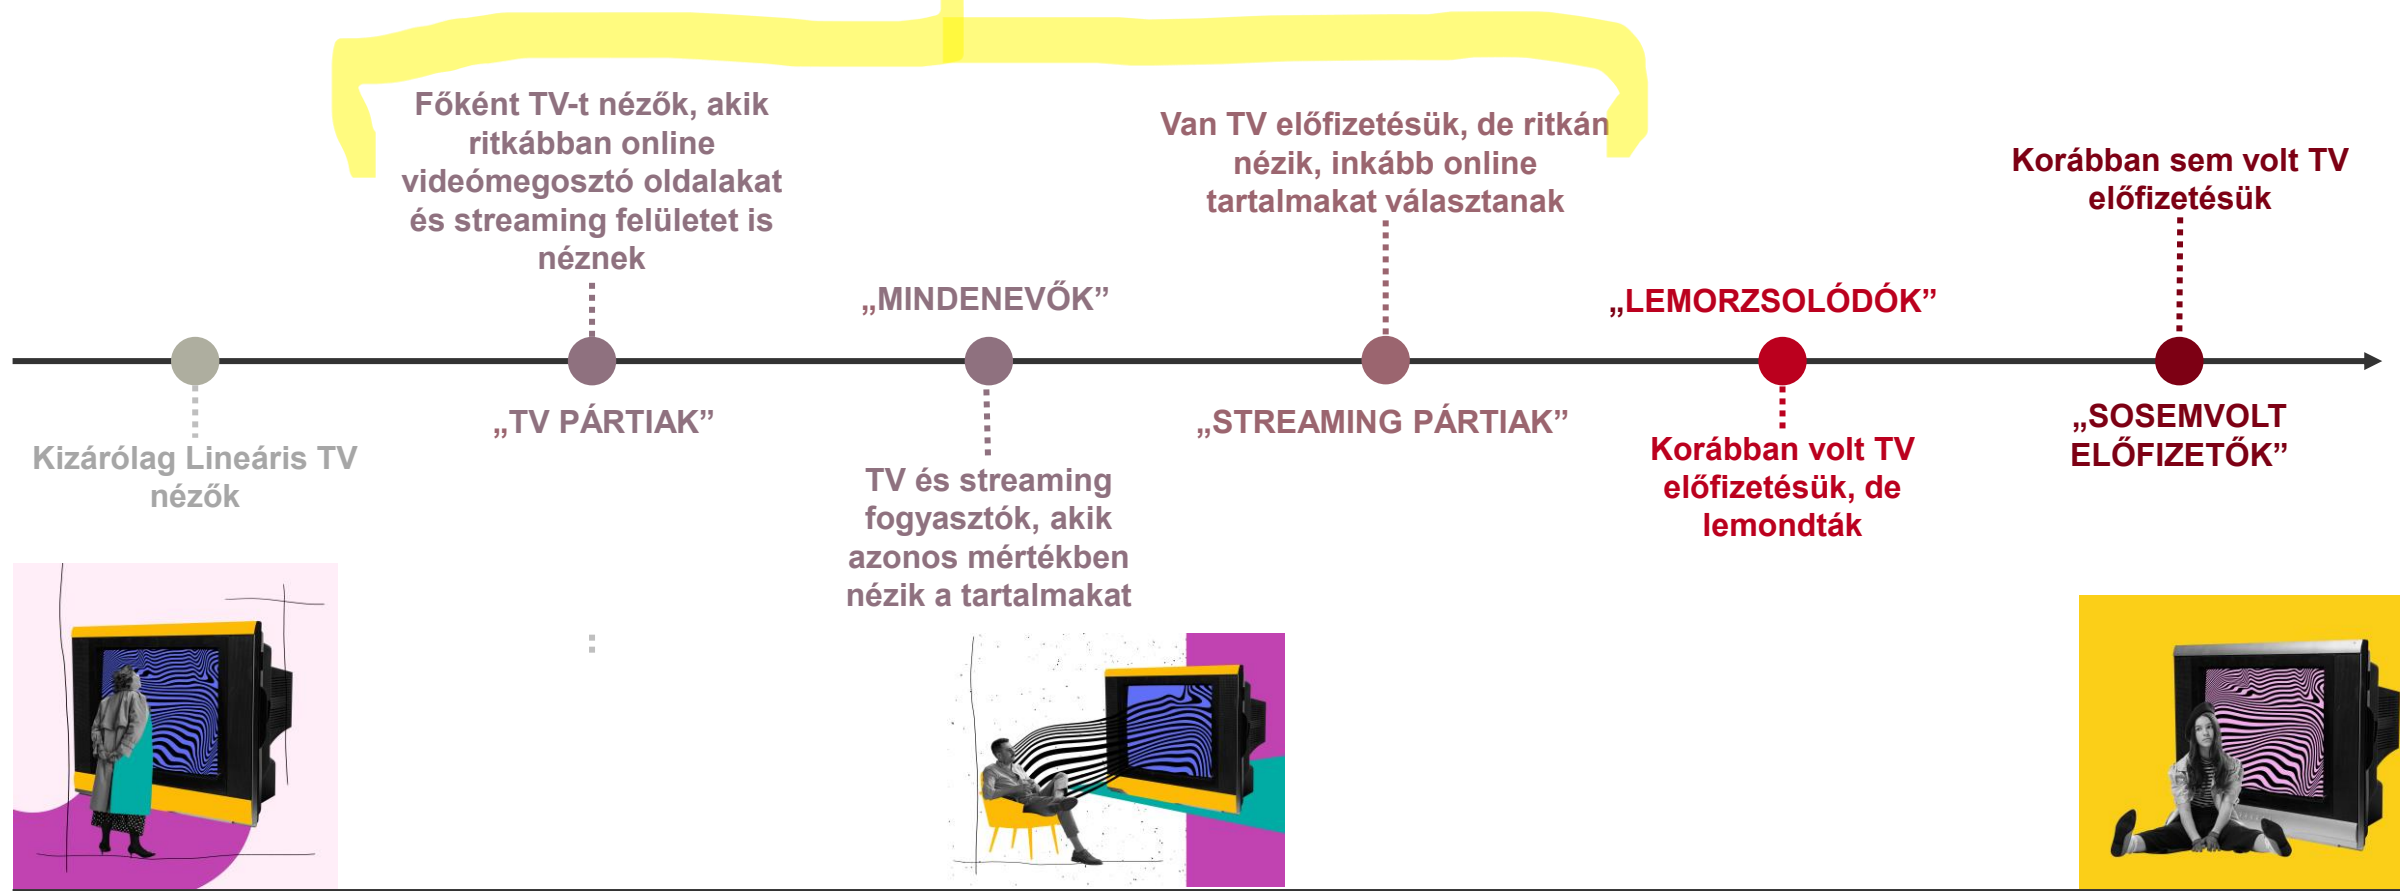 Főként TV-t nézők, akik
ritkábban online
videómegosztó oldalakat
és streaming felületet is
néznek
Van TV előfizetésük, de ritkán
nézik, inkább online
tartalmakat választanak
Korábban sem volt TV
előfizetésük
„MINDENEVŐK”
„LEMORZSOLÓDÓK”
„TV PÁRTIAK”
„STREAMING PÁRTIAK”
„SOSEMVOLT
ELŐFIZETŐK”
Kizárólag Lineáris TV
nézők
TV és streaming
fogyasztók, akik
azonos mértékben
nézik a tartalmakat
Korábban volt TV
előfizetésük, de
lemondták